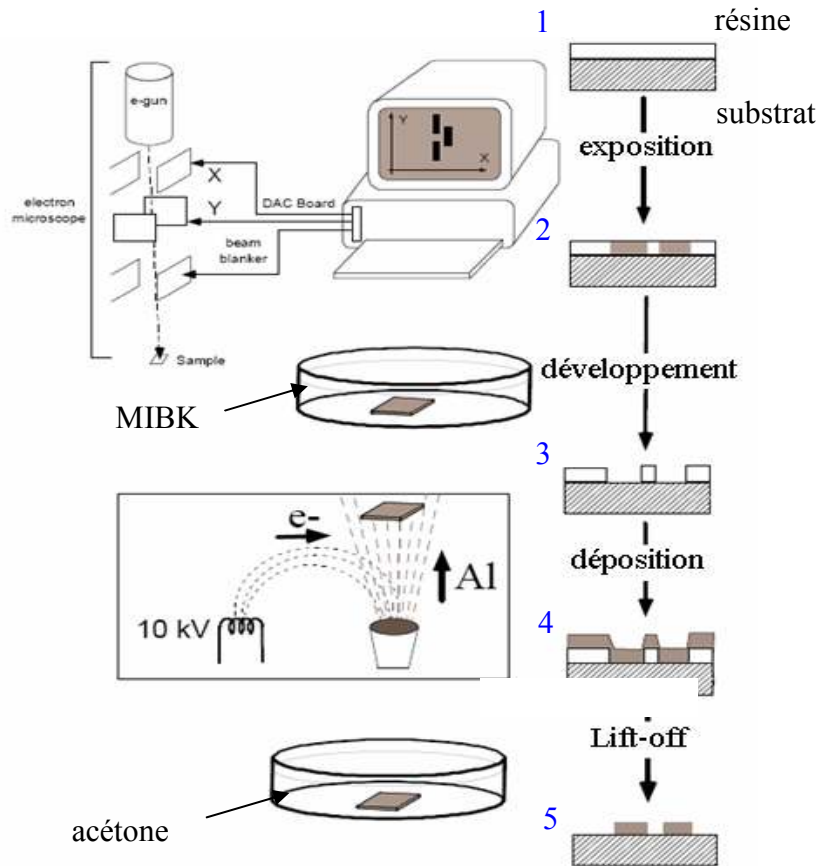 1
résine
e-gun
substrat
exposition
Y
X
X
DAC Board
Y
electron
microscope
beam
blanker
2
Sample
développement
MIBK
3
e-
Al
déposition
10 kV
4
Lift-off
acétone
5